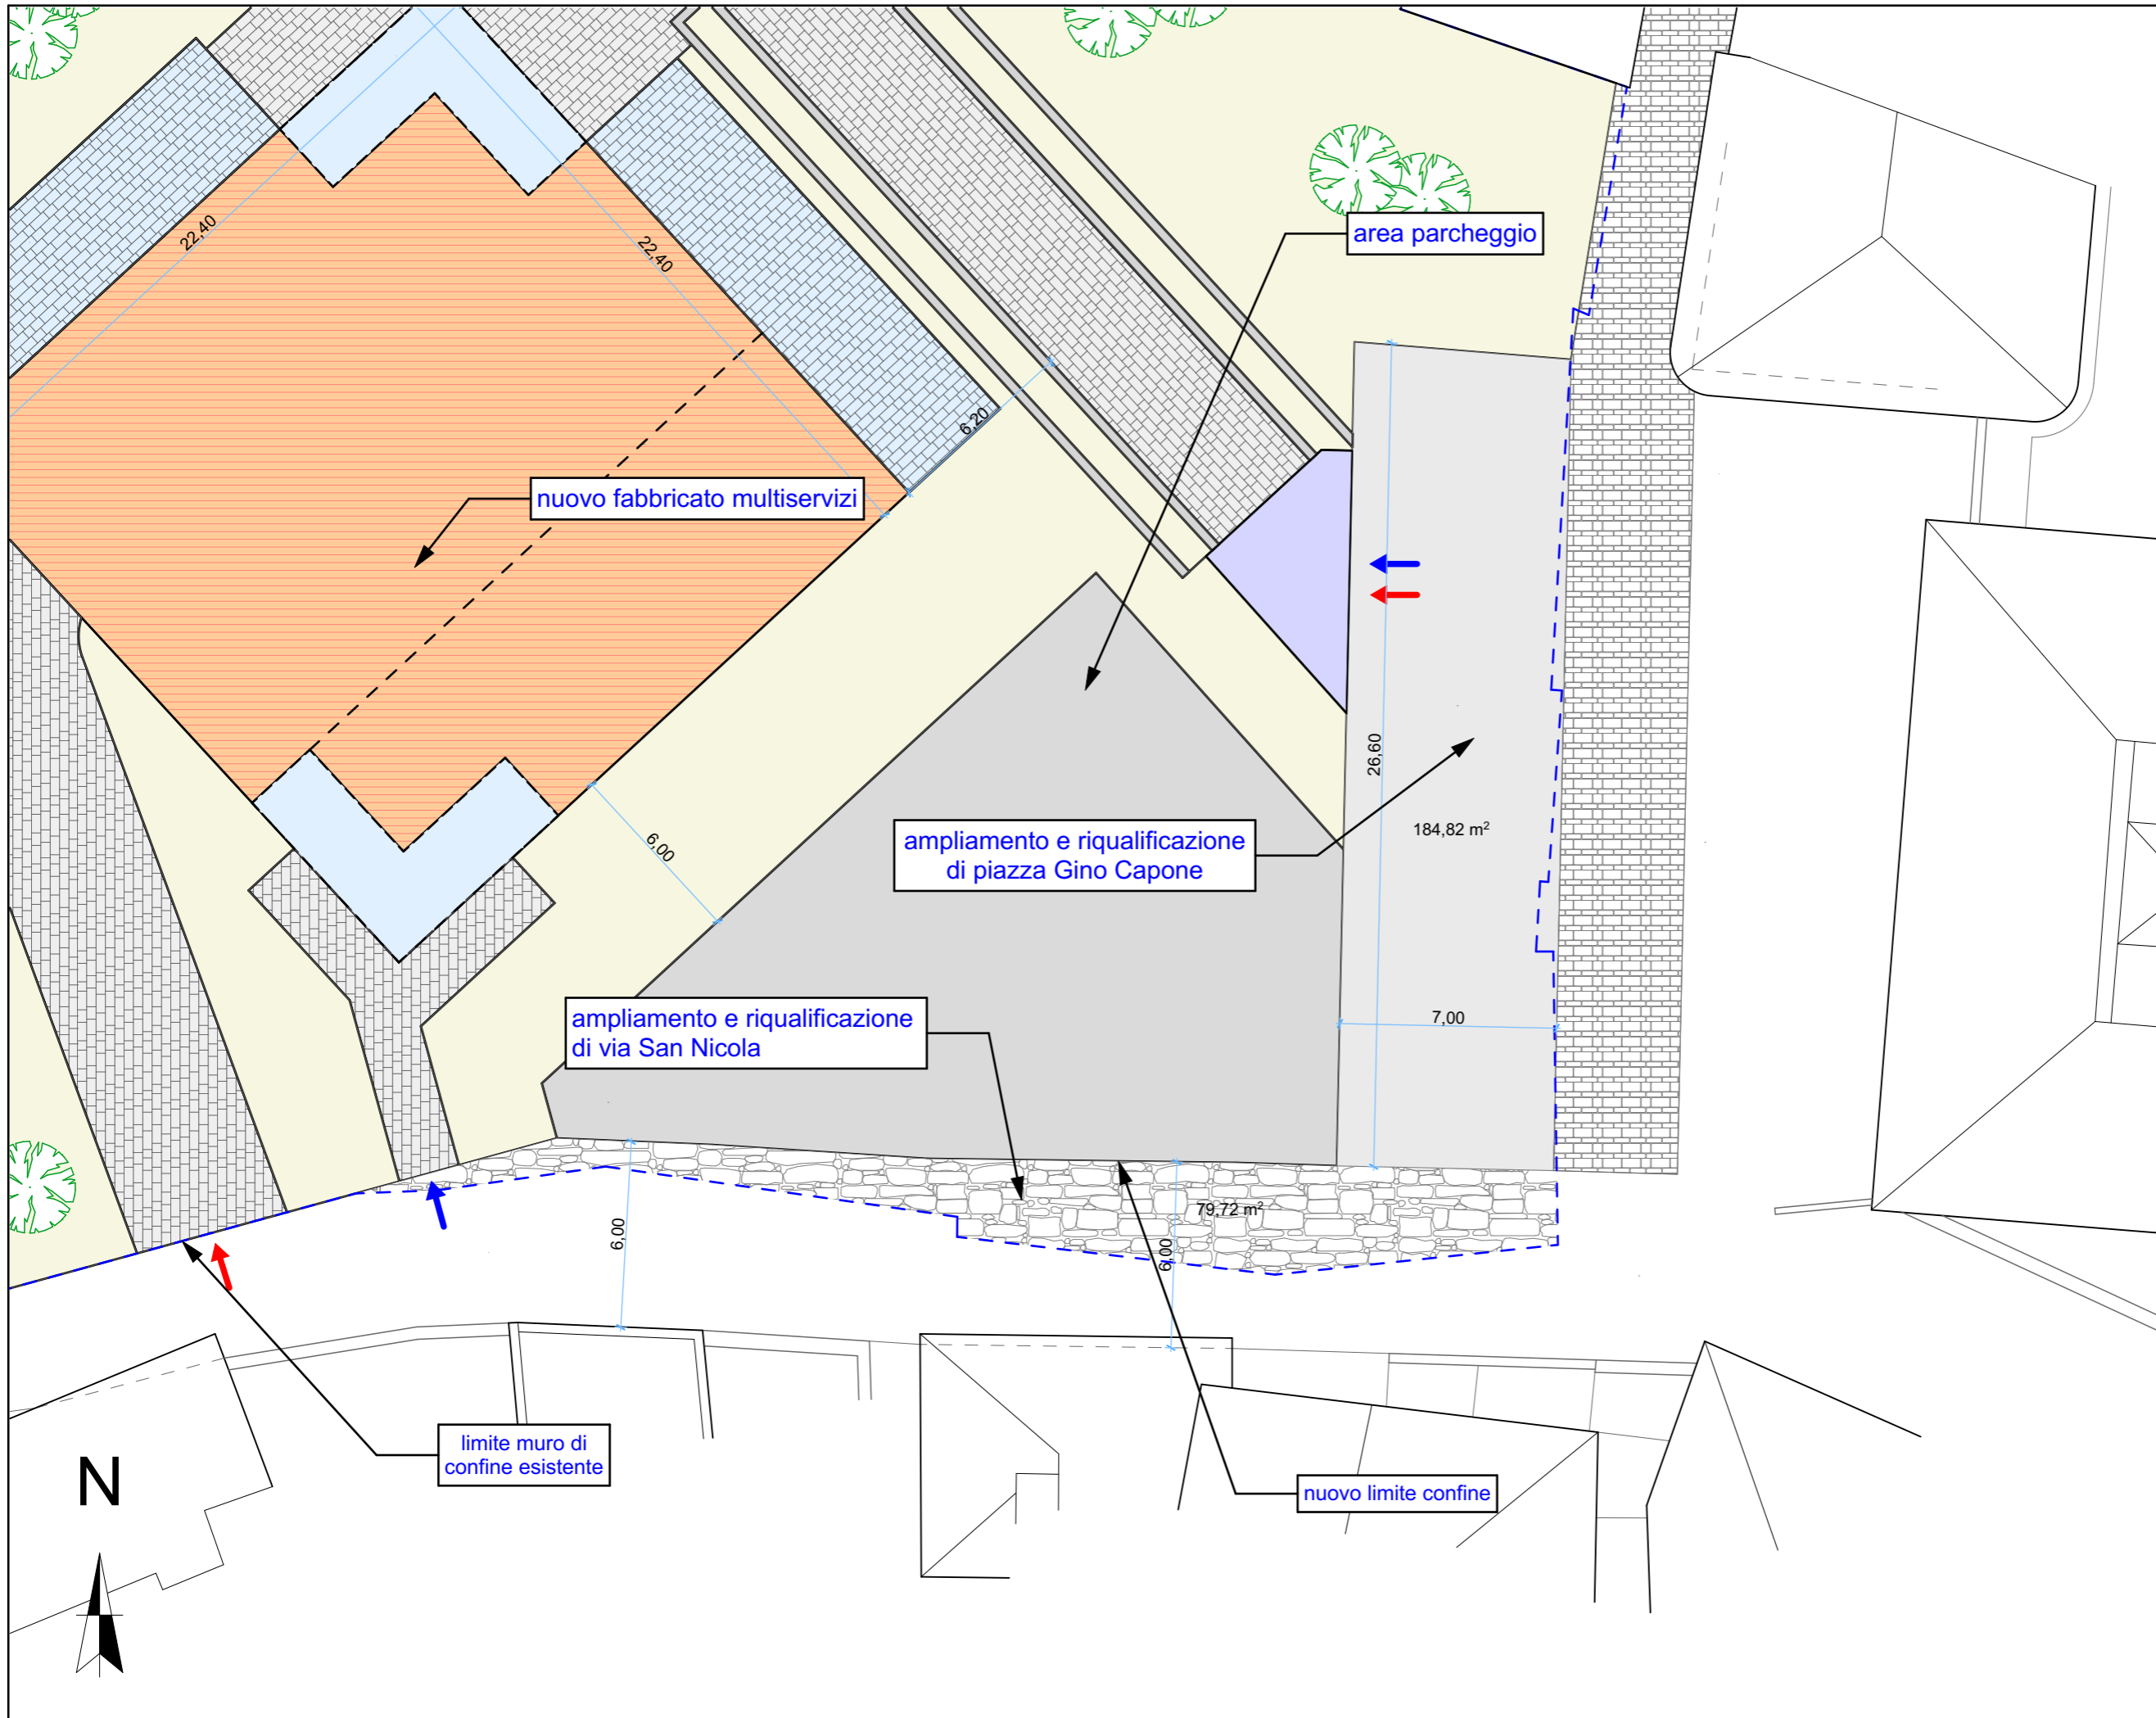 22,40
22,40
area parcheggio
6,20
nuovo fabbricato multiservizi
26,60
184,82 m²
ampliamento e riqualificazione
di piazza Gino Capone
6,00
ampliamento e riqualificazione
di via San Nicola
7,00
79,72 m²
6,00
6,00
limite muro di
confine esistente
nuovo limite confine
N